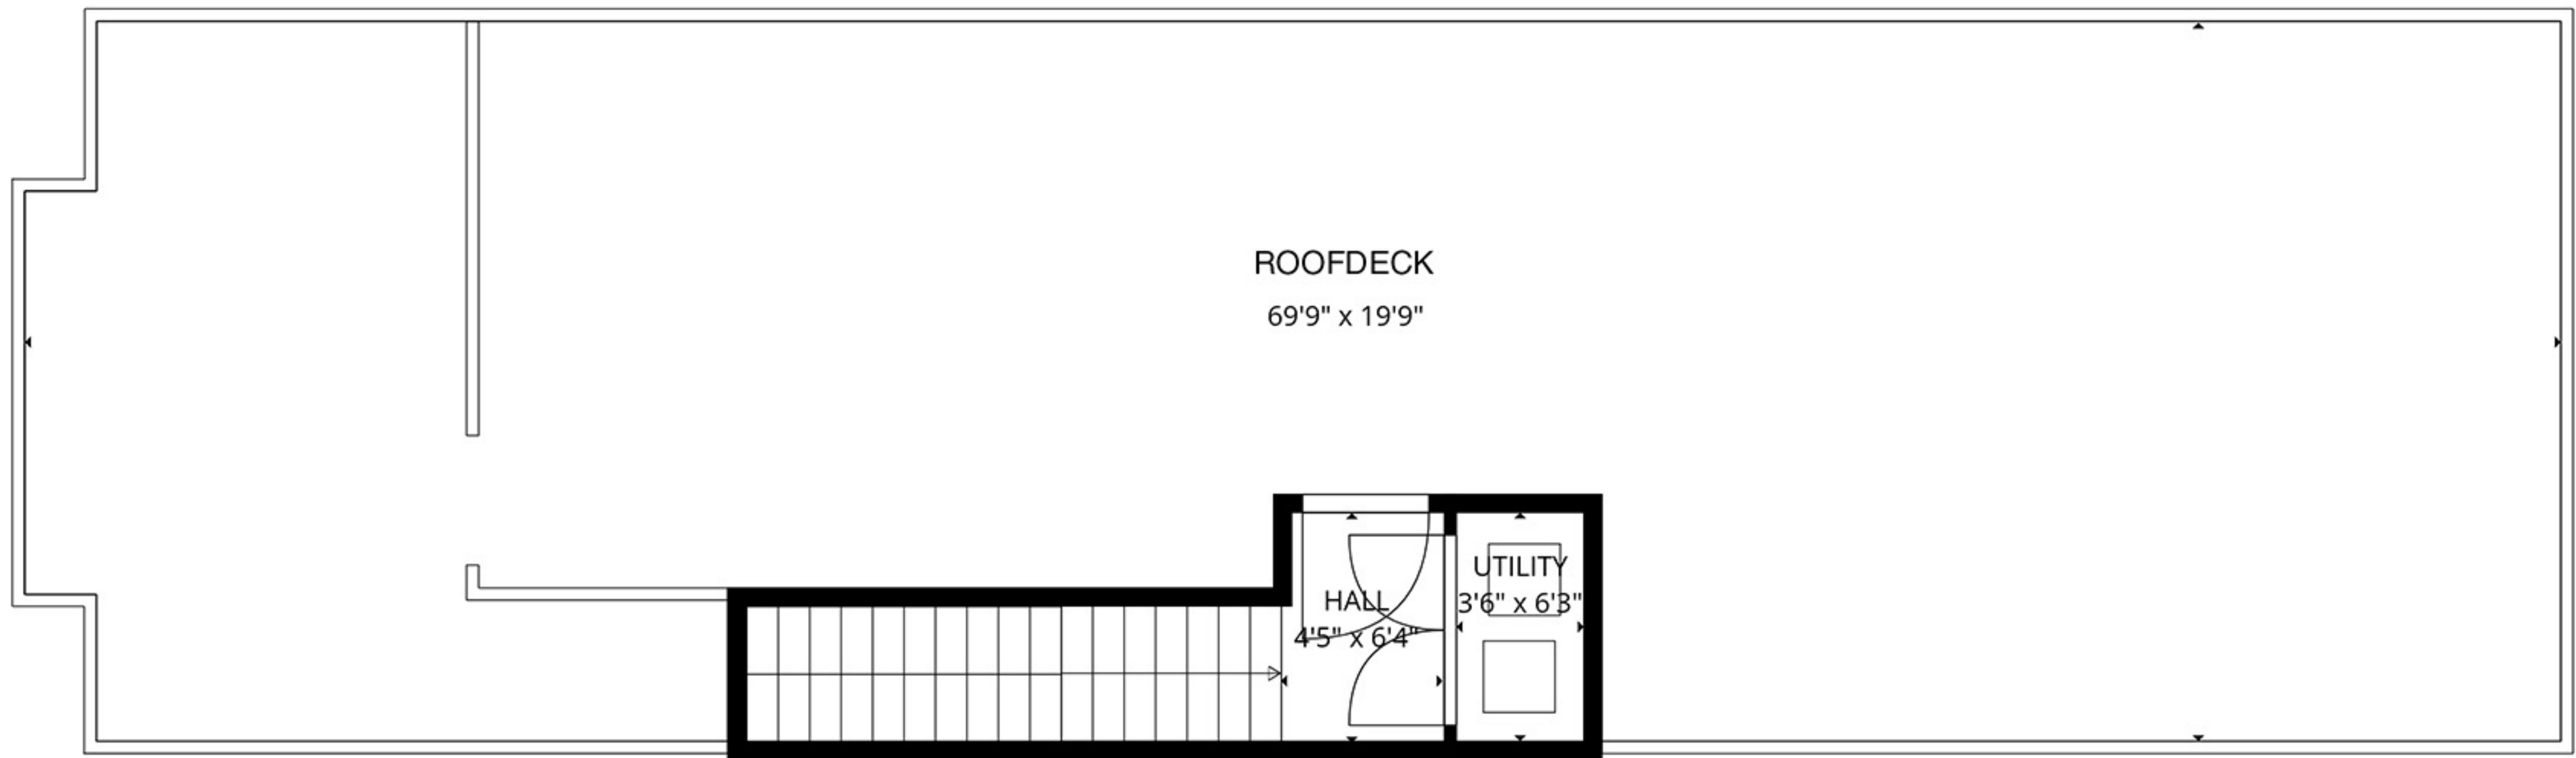 ROOFDECK
69'9" x 19'9"
HALL
4'5" x 6'4"
UTILITY
3'6" x 6'3"